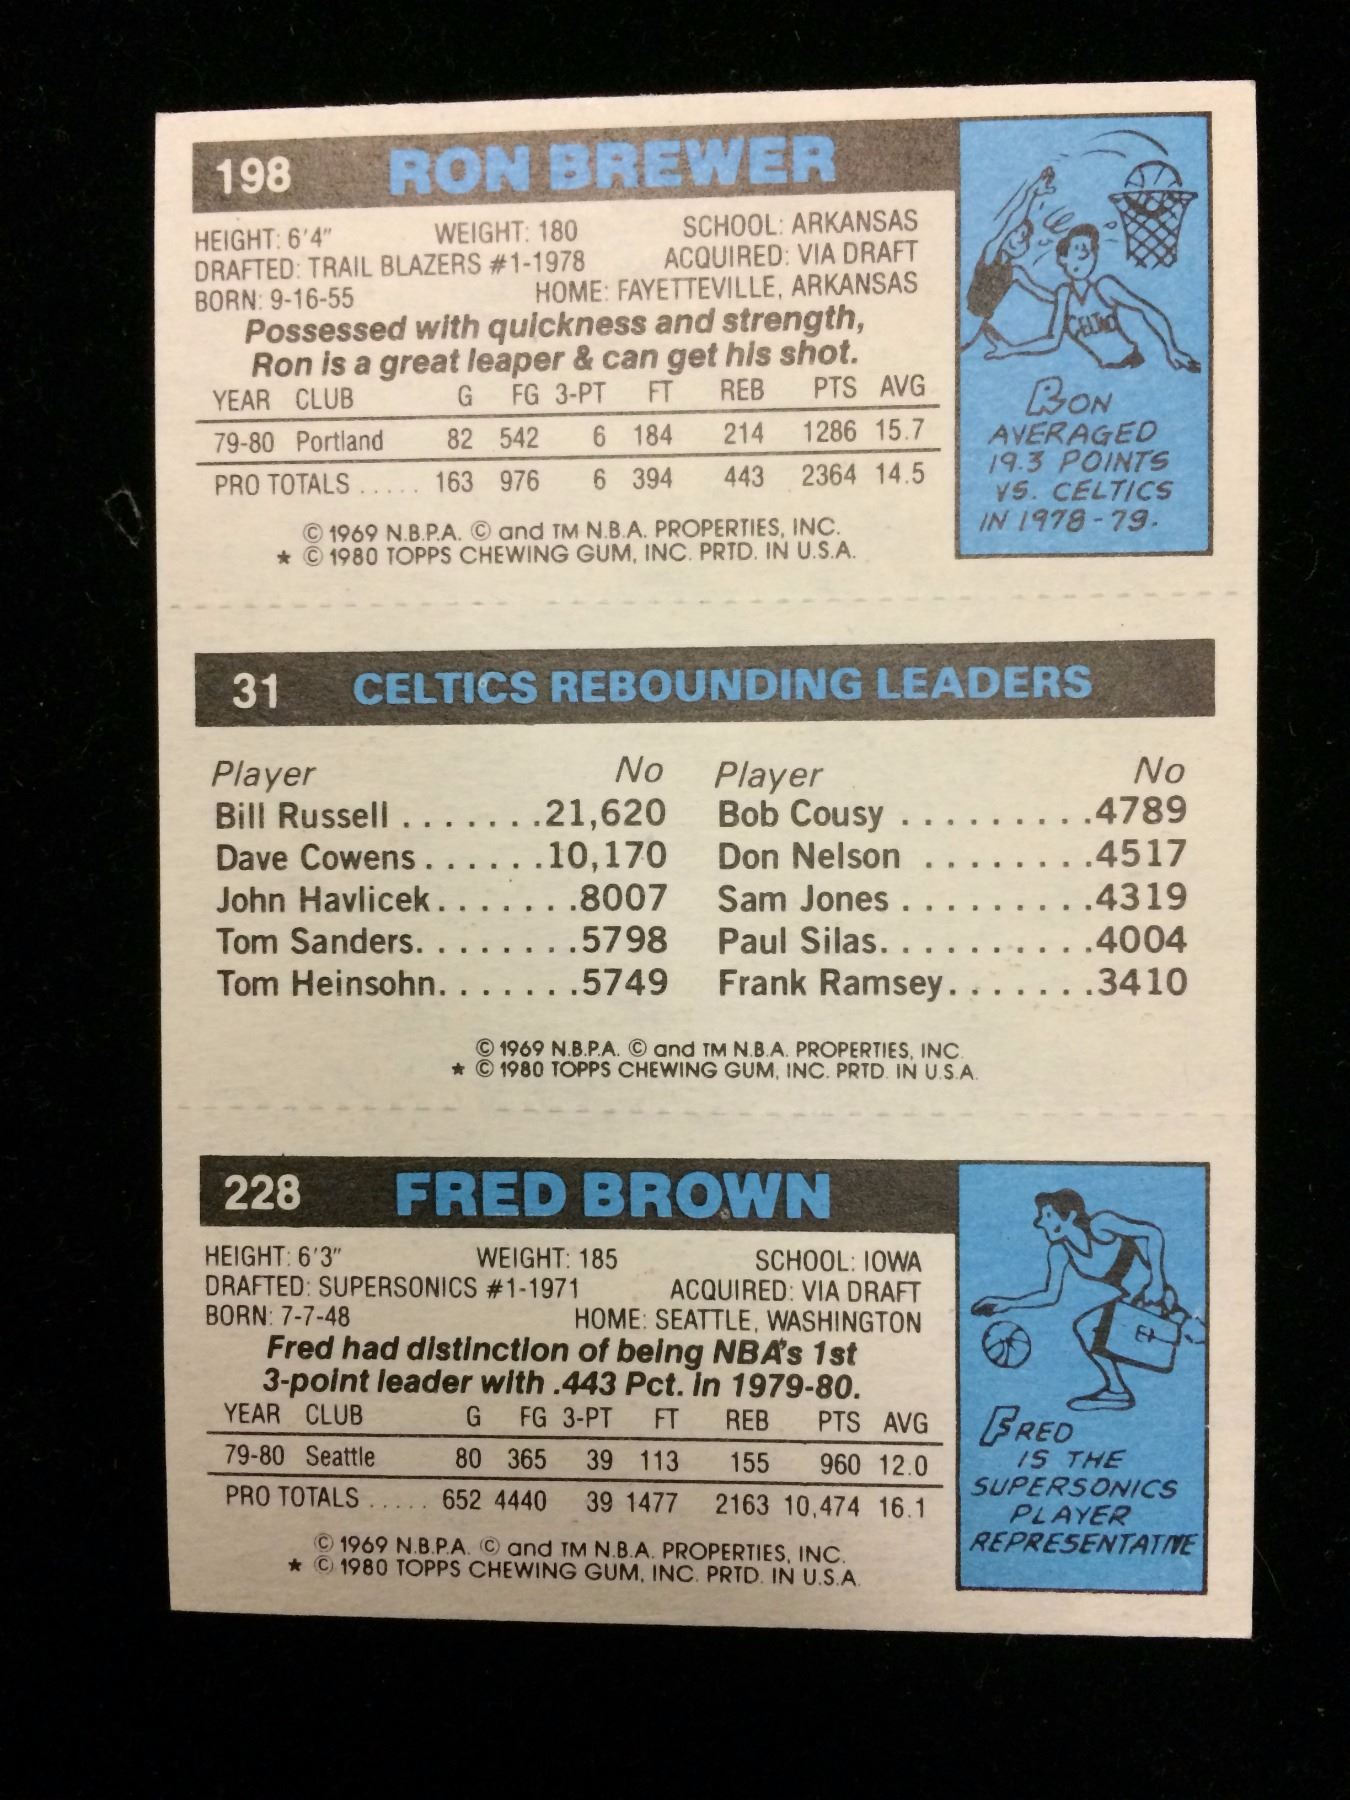 198 RON BREWER
HEIGHT: 6'4" WEIGHT: 180 SCHOOL: ARKANSAS
DRAFTED: TRAIL BLAZERS #1-1978 ACQUIRED: VIA DRAFT
BORN: 9-16-55 HOME: FAYETTEVILLE, ARKANSAS
Possessed with quickness and strength,
Ron is a great leaper & can get his shot.
YEAR CLUB G FG 3-PT FT REB PTS AVG
79-80 Portland 82 542 6 184 214 1286 15.7
PRO TOTALS ..... 163 976 6 394 443 2364 14.5
© 1969 N.B.P.A. © and TM N.B.A. PROPERTIES, INC.
★ © 1980 TOPPS CHEWING GUM, INC. PRTD. IN U.S.A.
CELTICS
RON
AVERAGED
19.3 POINTS
VS. CELTICS
IN 1978-79.
31 CELTICS REBOUNDING LEADERS
Player No Player No
Bill Russell .......21,620 Bob Cousy .........4789
Dave Cowens ......10,170 Don Nelson ........4517
John Havlicek.......8007 Sam Jones .........4319
Tom Sanders........5798 Paul Silas..........4004
Tom Heinsohn.......5749 Frank Ramsey.......3410
© 1969 N.B.P.A. © and TM N.B.A. PROPERTIES, INC.
★ © 1980 TOPPS CHEWING GUM, INC. PRTD. IN U.S.A.
228 FRED BROWN
HEIGHT: 6'3" WEIGHT: 185 SCHOOL: IOWA
DRAFTED: SUPERSONICS #1-1971 ACQUIRED: VIA DRAFT
BORN: 7-7-48 HOME: SEATTLE, WASHINGTON
Fred had distinction of being NBA's 1st
3-point leader with .443 Pct. in 1979-80.
YEAR CLUB G FG 3-PT FT REB PTS AVG
79-80 Seattle 80 365 39 113 155 960 12.0
PRO TOTALS ..... 652 4440 39 1477 2163 10,474 16.1
© 1969 N.B.P.A. © and TM N.B.A. PROPERTIES, INC.
★ © 1980 TOPPS CHEWING GUM, INC. PRTD. IN U.S.A.
FRED
IS THE
SUPERSONICS
PLAYER
REPRESENTATIVE